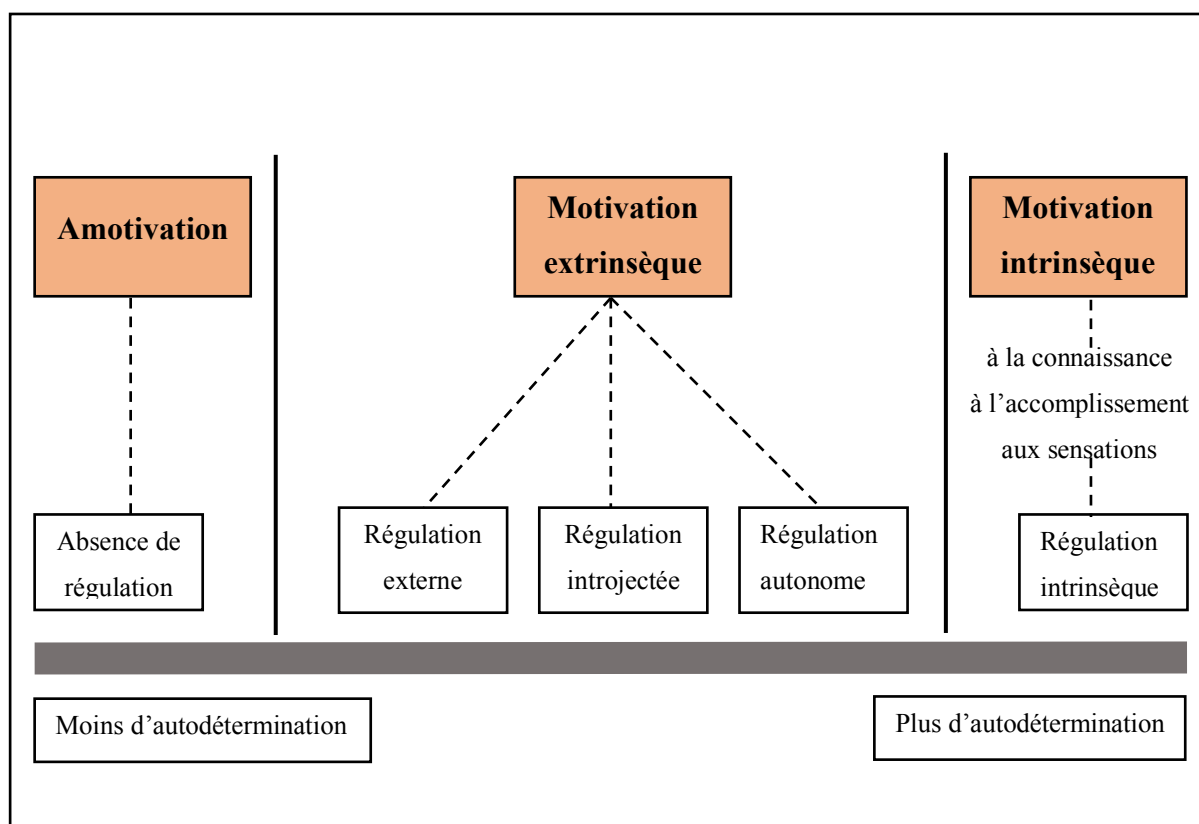 Amotivation
Motivation
extrinsèque
Motivation
intrinsèque
à la connaissance
à l’accomplissement
aux sensations
Absence de
régulation
Régulation
externe
Régulation
introjectée
Régulation
autonome
Régulation
intrinsèque
Moins d’autodétermination
Plus d’autodétermination